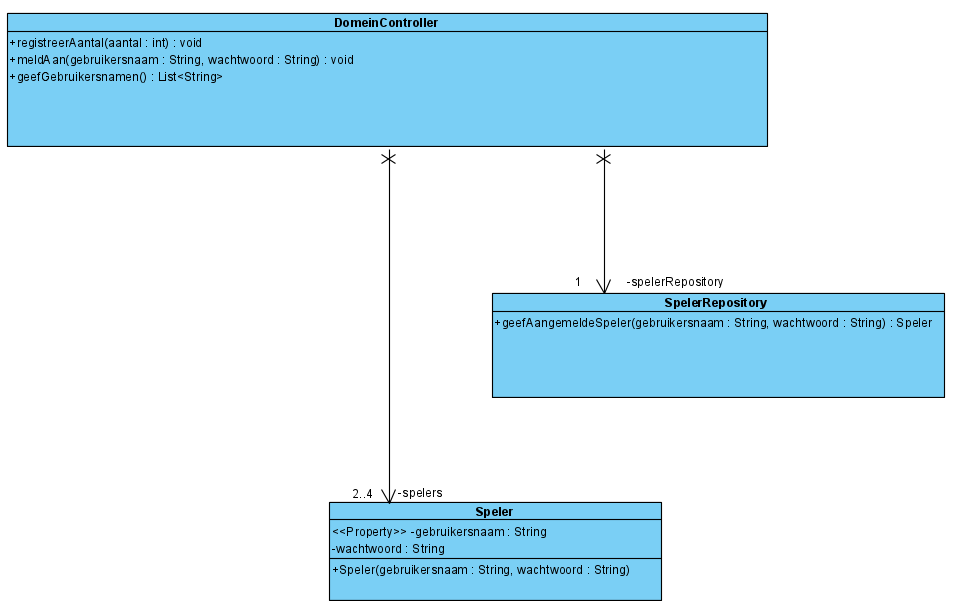 DomeinController
+registreerAantal(aantal : int) : void
+meldAan(gebruikersnaam : String, wachtwoord : String) : void
+geefGebruikersnamen() : List<String>
1 -spelerRepository
SpelerRepository
+geefAangemeldeSpeler(gebruikersnaam : String, wachtwoord : String) : Speler
2..4 -spelers
Speler
<<Property>> -gebruikersnaam : String
-wachtwoord : String
+Speler(gebruikersnaam : String, wachtwoord : String)